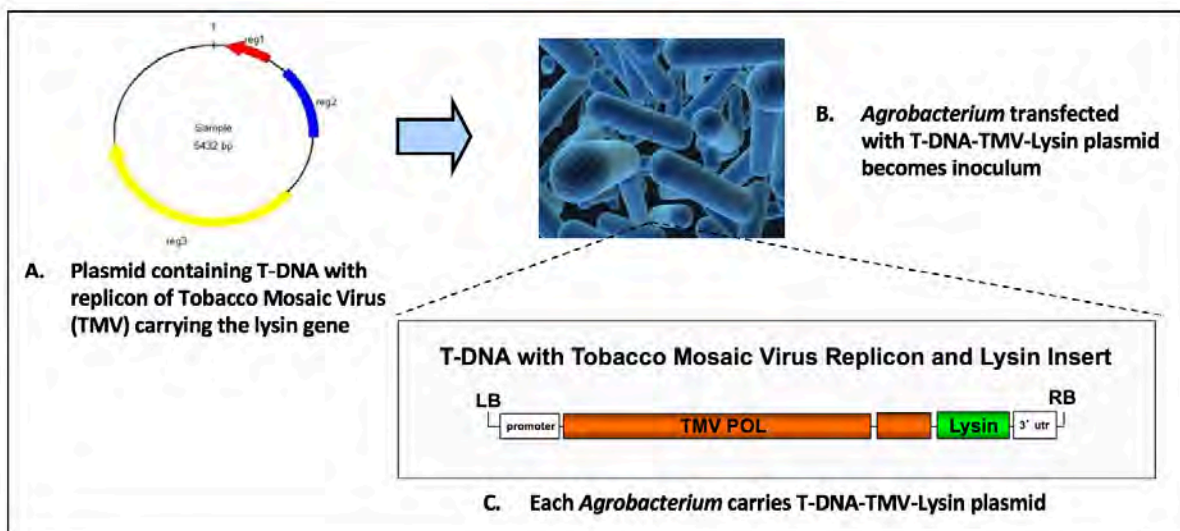 1
reg1
reg2
Sample
5432 bp
reg3
A. Plasmid containing T-DNA with
replicon of Tobacco Mosaic Virus
(TMV) carrying the lysin gene
B. Agrobacterium transfected
with T-DNA-TMV-Lysin plasmid
becomes inoculum
T-DNA with Tobacco Mosaic Virus Replicon and Lysin Insert
LB
RB
promoter
TMV POL
Lysin
3' utr
C. Each Agrobacterium carries T-DNA-TMV-Lysin plasmid